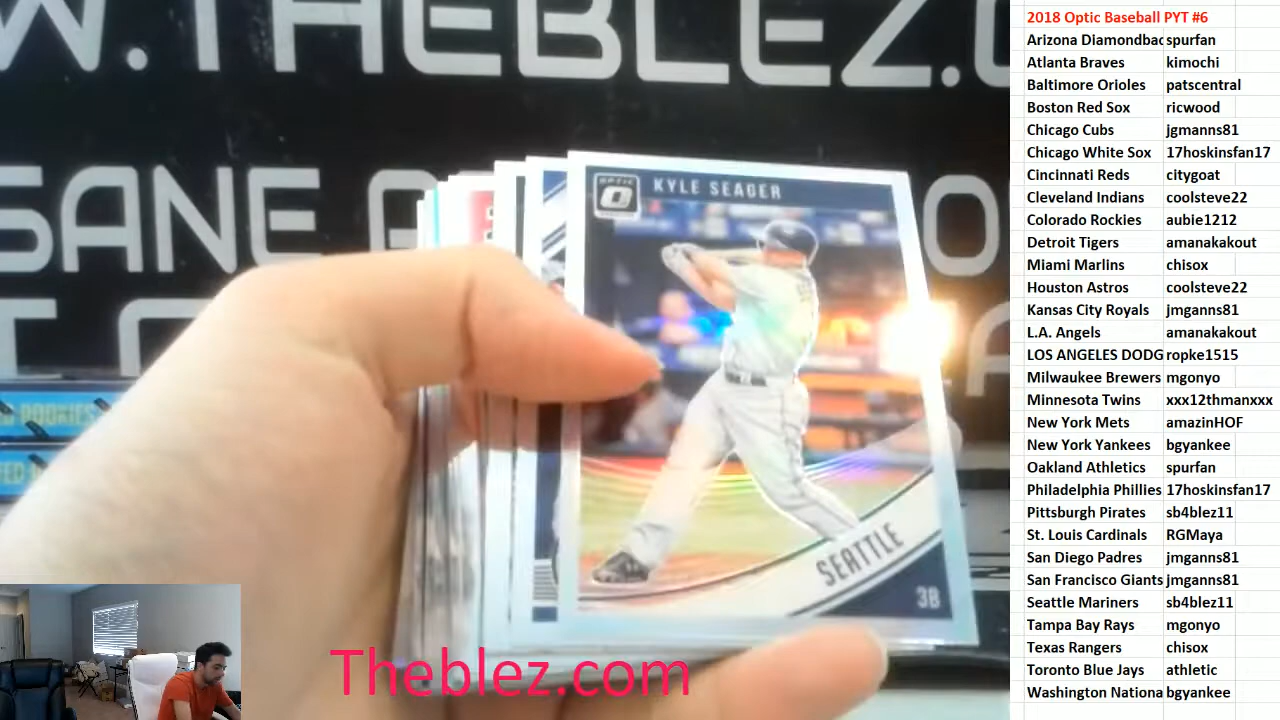 W.THEBLEZ.C
SANE
OPTIC
KYLE SEAGER
SEATTLE
3B
Theblez.com
2018 Optic Baseball PYT #6
Arizona Diamondbac spurfan
Atlanta Braves kimochi
Baltimore Orioles patscentral
Boston Red Sox ricwood
Chicago Cubs jgmanns81
Chicago White Sox 17hoskinsfan17
Cincinnati Reds citygoat
Cleveland Indians coolsteve22
Colorado Rockies aubie1212
Detroit Tigers amanakakout
Miami Marlins chisox
Houston Astros coolsteve22
Kansas City Royals jmganns81
L.A. Angels amanakakout
LOS ANGELES DODG ropke1515
Milwaukee Brewers mgonyo
Minnesota Twins xxx12thmanxxx
New York Mets amazinHOF
New York Yankees bgyankee
Oakland Athletics spurfan
Philadelphia Phillies 17hoskinsfan17
Pittsburgh Pirates sb4blez11
St. Louis Cardinals RGMaya
San Diego Padres jmganns81
San Francisco Giants jmganns81
Seattle Mariners sb4blez11
Tampa Bay Rays mgonyo
Texas Rangers chisox
Toronto Blue Jays athletic
Washington Nationa bgyankee